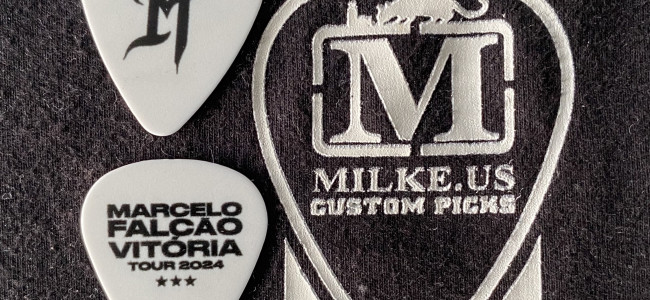 M
M
MILKE.US
CUSTOM PICKS
MARCELO
FALCÃO
VITÓRIA
TOUR 2024